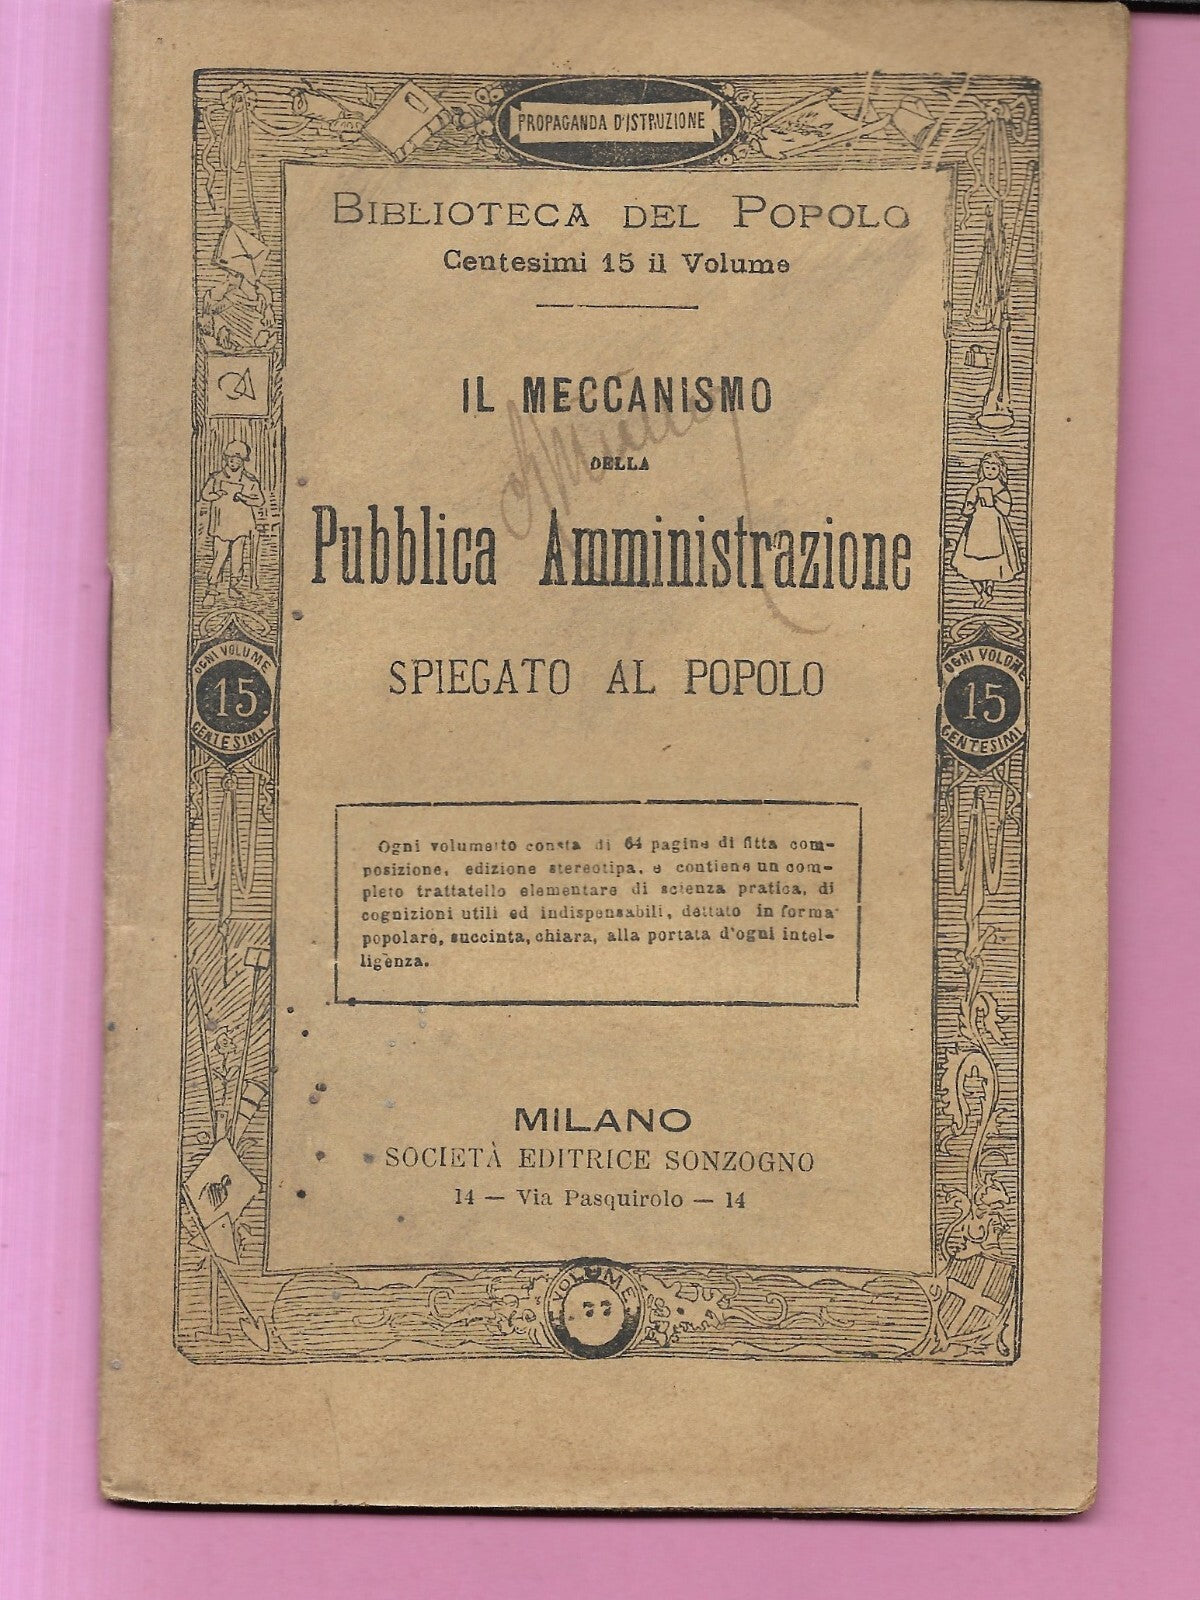 PROPAGANDA D'ISTRUZIONE
BIBLIOTECA DEL POPOLO
Centesimi 15 il Volume
IL MECCANISMO
DELLA
Pubblica Amministrazione
SPIEGATO AL POPOLO
OGNI VOLUME
15
CENTESIMI
OGNI VOLUME
15
CENTESIMI
Ogni volumetto consta di 64 pagine di fitta com-
posizione, edizione stereotipa, e contiene un com-
pleto trattatello elementare di scienza pratica, di
cognizioni utili ed indispensabili, dettato in forma
popolare, succinta, chiara, alla portata d'ogni intel-
ligenza.
MILANO
SOCIETÀ EDITRICE SONZOGNO
14 — Via Pasquirolo — 14
VOLUME
77